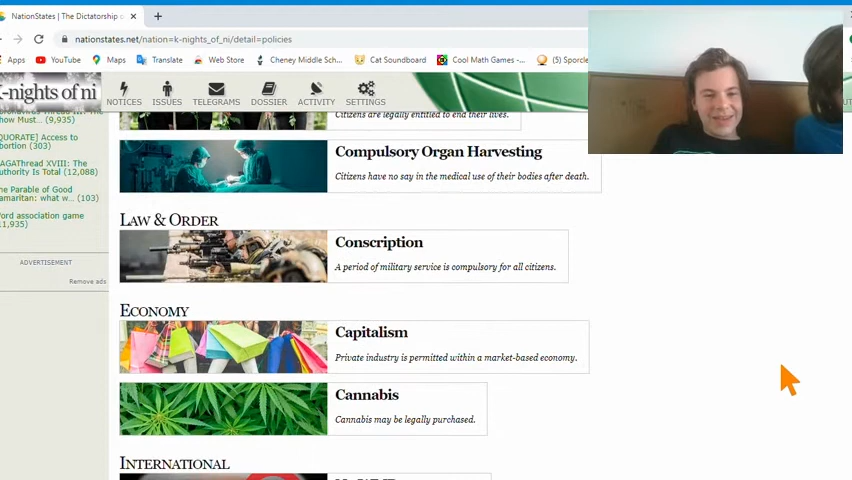 NationStates | The Dictatorship o
nationstates.net/nation=k-nights_of_ni/detail=policies
Apps YouTube Maps Translate Web Store Cheney Middle Sch... Cat Soundboard Cool Math Games -... (5) Sporcle
k-nights of ni
NOTICES ISSUES TELEGRAMS DOSSIER ACTIVITY SETTINGS
how Must... (9,935)
QUORATE] Access to
bortion (303)
AGAThread XVIII: The
uthority Is Total (12,088)
he Parable of Good
amaritan: what w... (103)
ord association game
1,935)
ADVERTISEMENT
Remove ads
Citizens are legally entitled to end their lives.
Compulsory Organ Harvesting
Citizens have no say in the medical use of their bodies after death.
LAW & ORDER
Conscription
A period of military service is compulsory for all citizens.
ECONOMY
Capitalism
Private industry is permitted within a market-based economy.
Cannabis
Cannabis may be legally purchased.
INTERNATIONAL